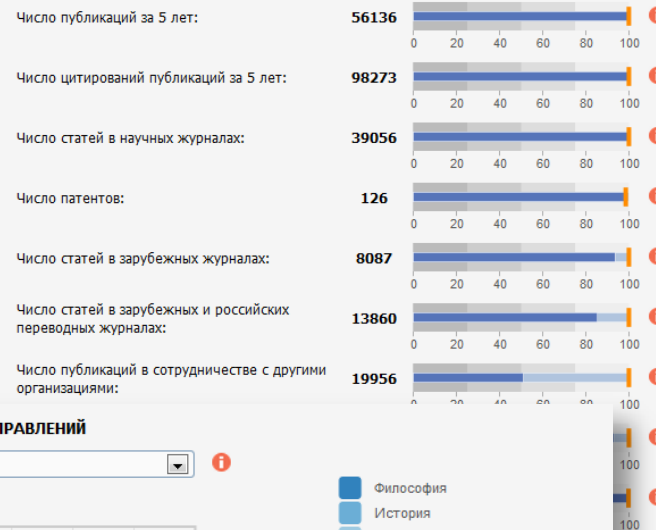 Число публикаций за 5 лет: 56136
0 20 40 60 80 100
Число цитирований публикаций за 5 лет: 98273
0 20 40 60 80 100
Число статей в научных журналах: 39056
0 20 40 60 80 100
Число патентов: 126
0 20 40 60 80 100
Число статей в зарубежных журналах: 8087
0 20 40 60 80 100
Число статей в зарубежных и российских
переводных журналах: 13860
0 20 40 60 80 100
Число публикаций в сотрудничестве с другими
организациями: 19956
0 20 40 60 80 100
ПРАВЛЕНИЙ
100
Философия
История
100